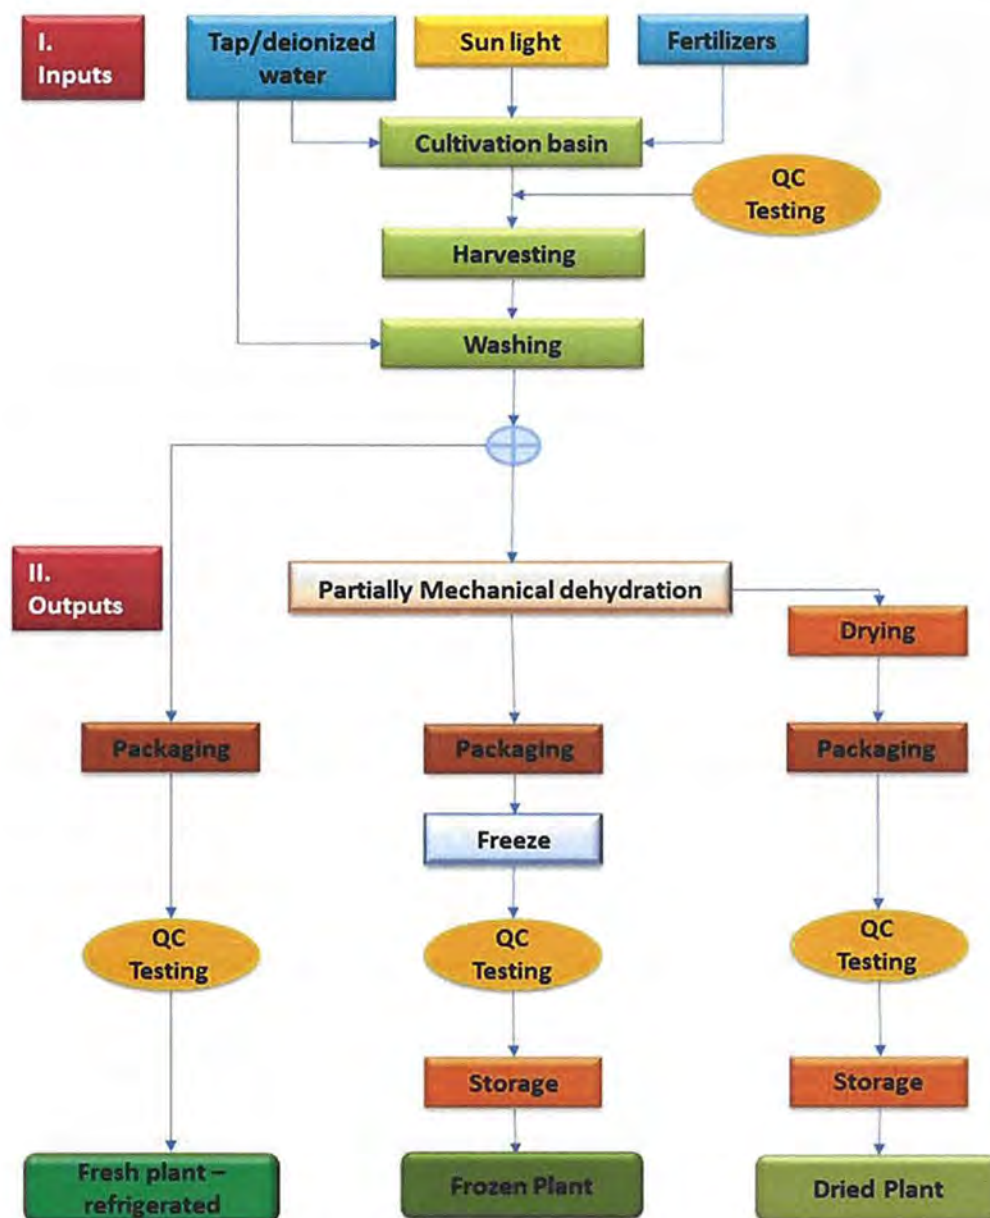 I.
Inputs
Tap/deionized
water
Sun light
Fertilizers
Cultivation basin
QC
Testing
Harvesting
Washing
II.
Outputs
Partially Mechanical dehydration
Drying
Packaging
Packaging
Packaging
Freeze
QC
Testing
QC
Testing
QC
Testing
Storage
Storage
Fresh plant –
refrigerated
Frozen Plant
Dried Plant